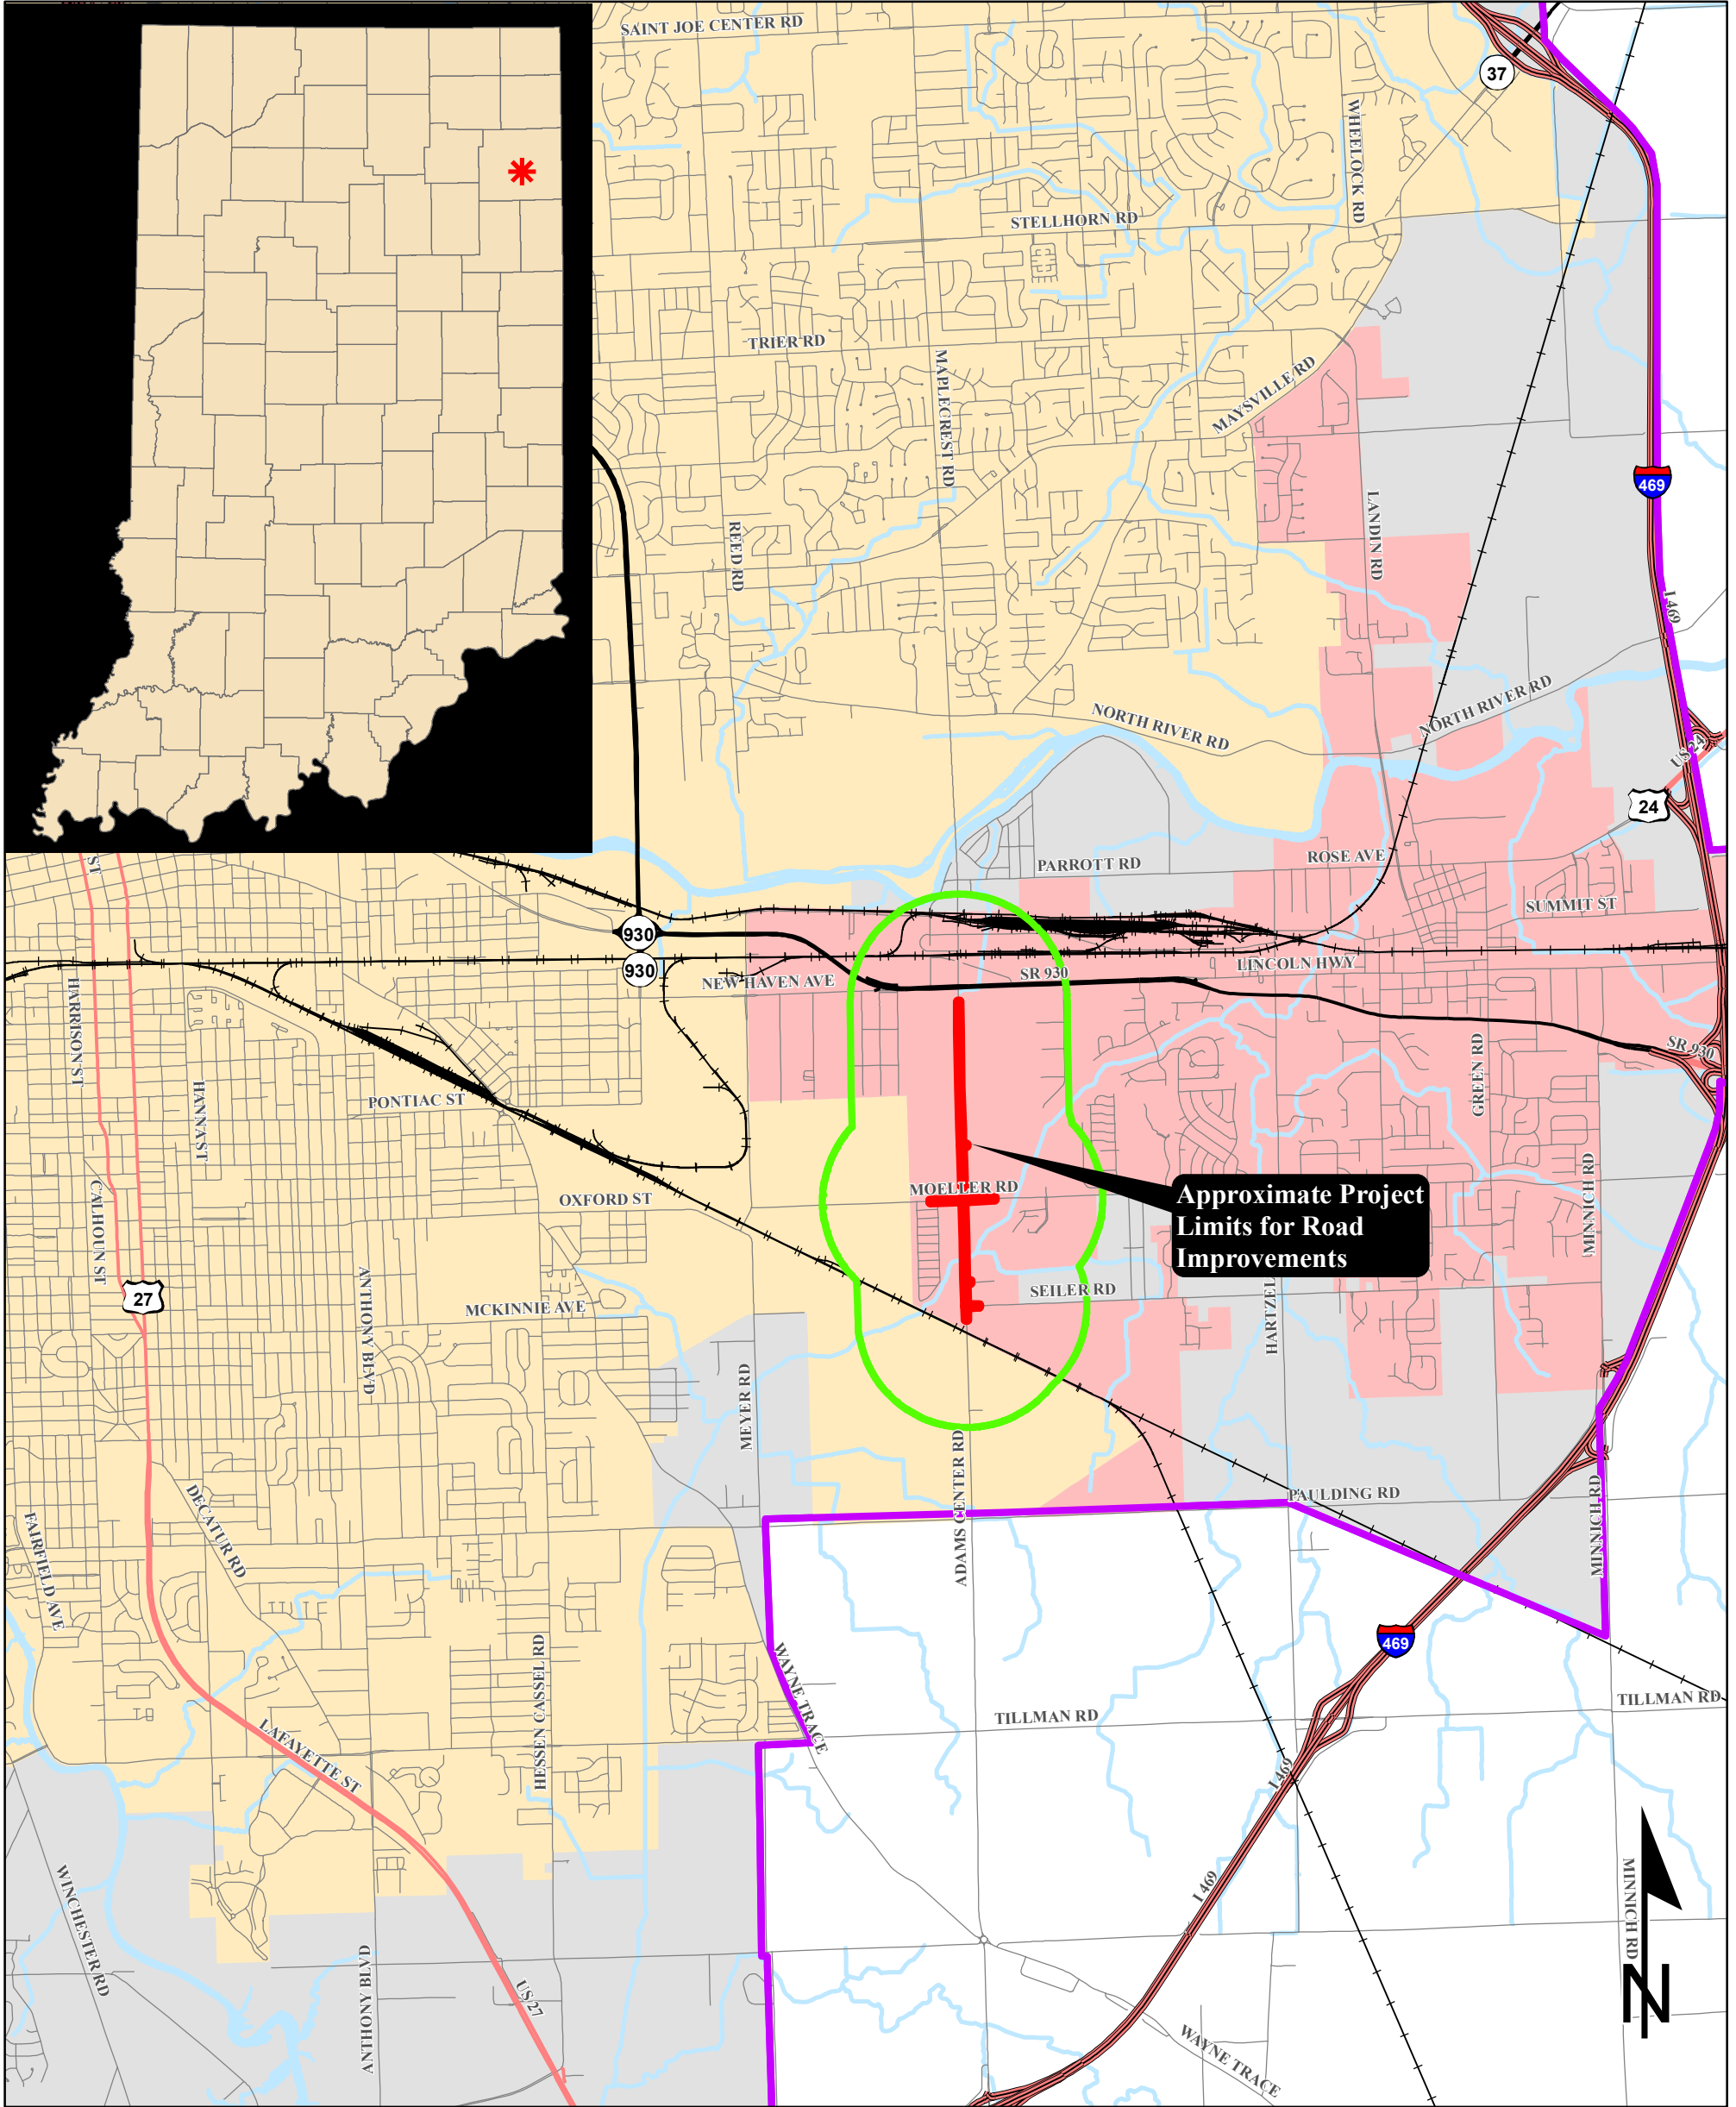 SAINT JOE CENTER RD
37
WHEELOCK RD
STELLHORN RD
TRIER RD
MAPLECREST RD
MAYSVILLE RD
REED RD
LANDIN RD
469
I 469
NORTH RIVER RD
NORTH RIVER RD
US 24
24
PARROTT RD
ROSE AVE
SUMMIT ST
ST
930
930
NEW HAVEN AVE
SR 930
LINCOLN HWY
SR 930
HARRISON ST
HANNA ST
PONTIAC ST
GREEN RD
MOELLER RD
OXFORD ST
Approximate Project
Limits for Road
Improvements
MINNICH RD
CALHOUN ST
27
ANTHONY BLVD
MCKINNIE AVE
SEILER RD
HARTZEL
MEYER RD
ADAMS CENTER RD
PAULDING RD
MINNICH RD
DECATUR RD
FAIRFIELD AVE
HESSEN CASSEL RD
WAYNE TRACE
469
TILLMAN RD
TILLMAN RD
LAFAYETTE ST
I 469
I 469
WINCHESTER RD
ANTHONY BLVD
US 27
WAYNE TRACE
MINNICH RD
N